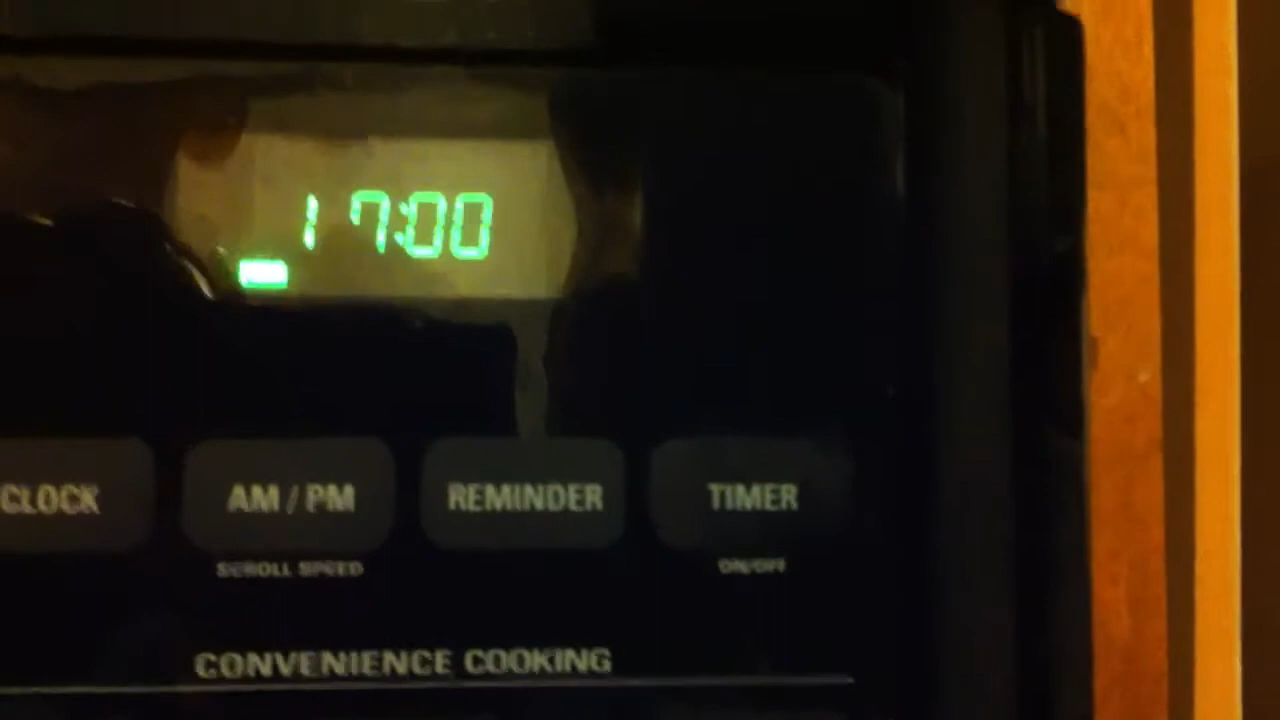 17:00
CLOCK AM / PM REMINDER TIMER
SCROLL SPEED ON/OFF
CONVENIENCE COOKING